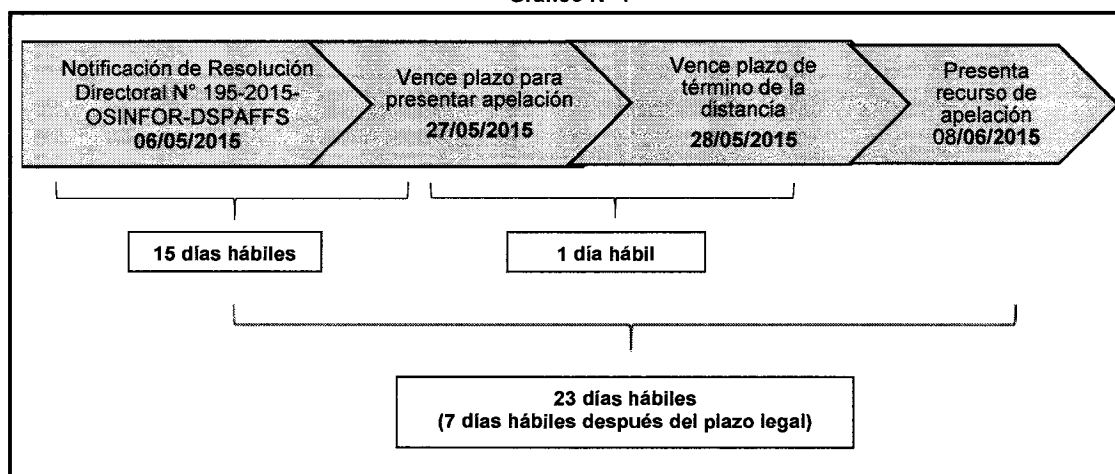 Gráfico N° 1
Notificación de Resolución
Directoral N° 195-2015-
OSINFOR-DSPAFFS
06/05/2015
Vence plazo para
presentar apelación
27/05/2015
Vence plazo de
término de la
distancia
28/05/2015
Presenta
recurso de
apelación
08/06/2015
15 días hábiles
1 día hábil
23 días hábiles
(7 días hábiles después del plazo legal)